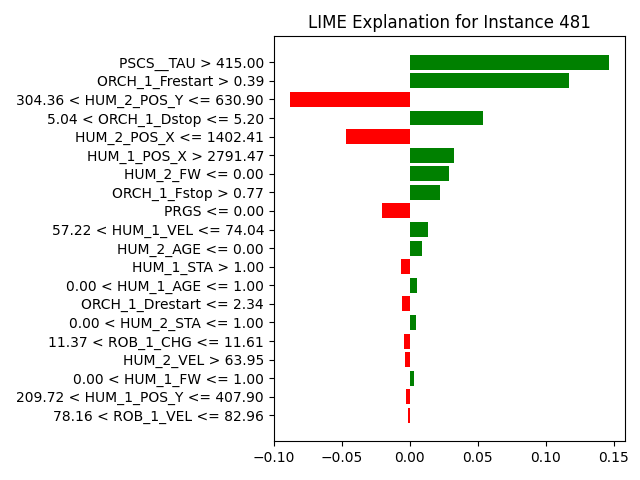 LIME Explanation for Instance 481
PSCS__TAU > 415.00
ORCH_1_Frestart > 0.39
304.36 < HUM_2_POS_Y <= 630.90
5.04 < ORCH_1_Dstop <= 5.20
HUM_2_POS_X <= 1402.41
HUM_1_POS_X > 2791.47
HUM_2_FW <= 0.00
ORCH_1_Fstop > 0.77
PRGS <= 0.00
57.22 < HUM_1_VEL <= 74.04
HUM_2_AGE <= 0.00
HUM_1_STA > 1.00
0.00 < HUM_1_AGE <= 1.00
ORCH_1_Drestart <= 2.34
0.00 < HUM_2_STA <= 1.00
11.37 < ROB_1_CHG <= 11.61
HUM_2_VEL > 63.95
0.00 < HUM_1_FW <= 1.00
209.72 < HUM_1_POS_Y <= 407.90
78.16 < ROB_1_VEL <= 82.96
−0.10 −0.05 0.00 0.05 0.10 0.15